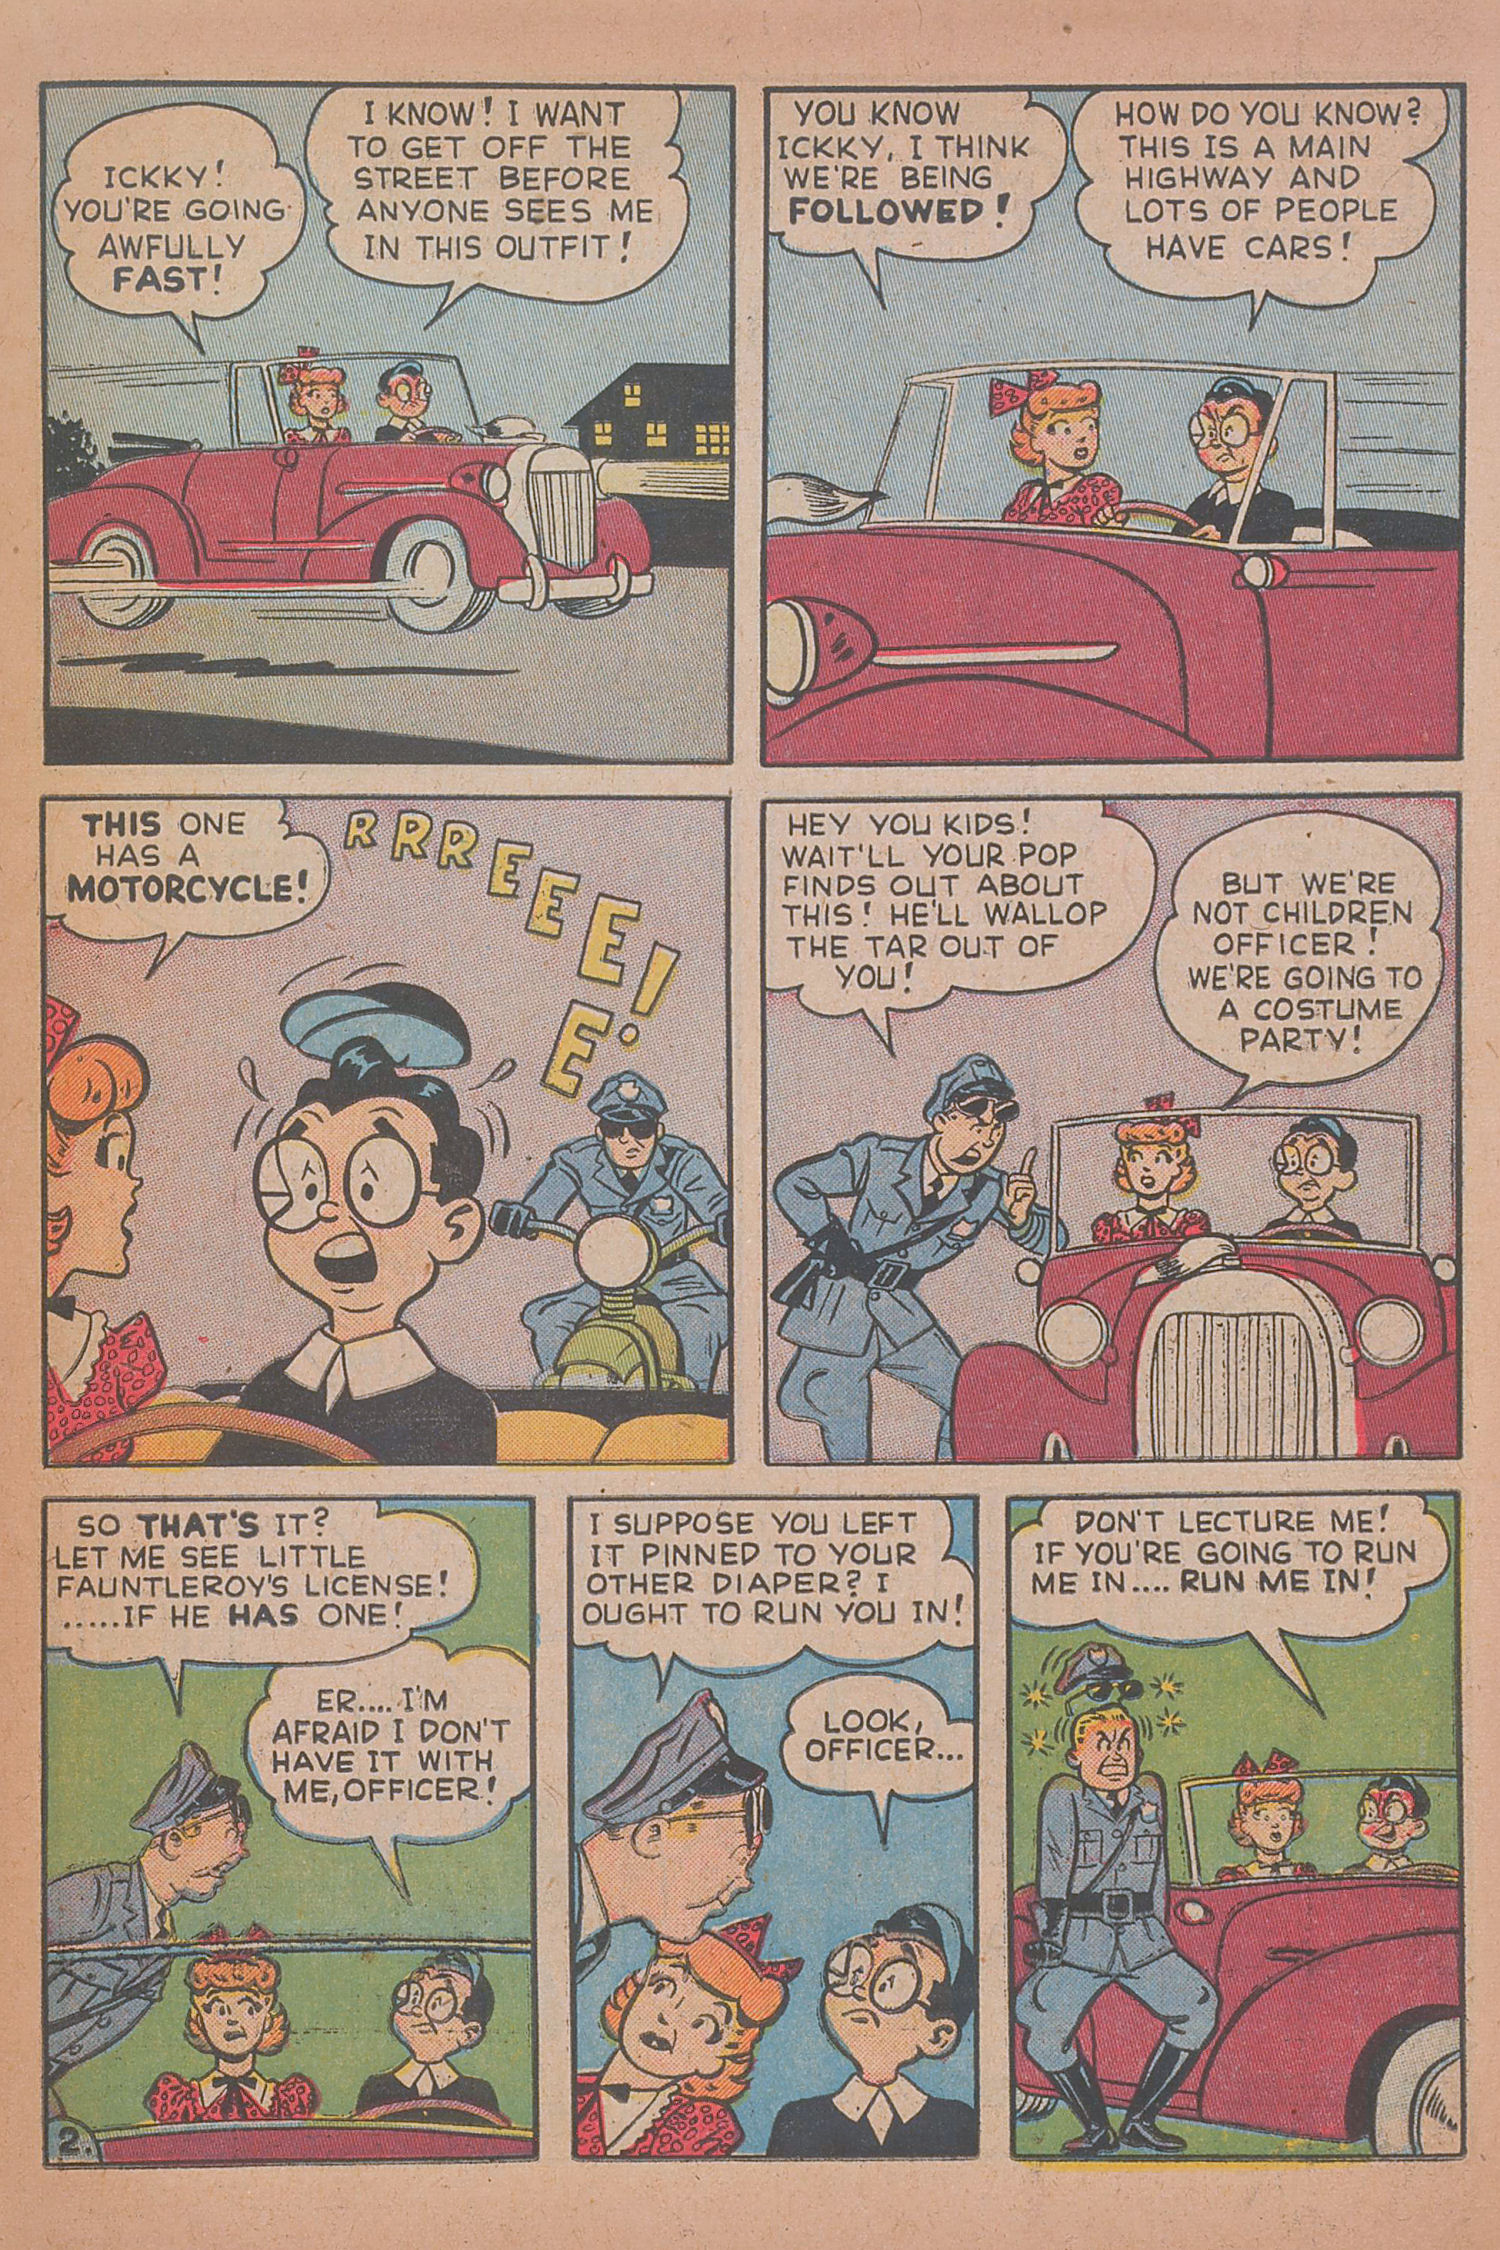 ICKKY!
YOU'RE GOING
AWFULLY
FAST!
I KNOW! I WANT
TO GET OFF THE
STREET BEFORE
ANYONE SEES ME
IN THIS OUTFIT!
YOU KNOW
ICKKY, I THINK
WE'RE BEING
FOLLOWED!
HOW DO YOU KNOW?
THIS IS A MAIN
HIGHWAY AND
LOTS OF PEOPLE
HAVE CARS!
THIS ONE
HAS A
MOTORCYCLE!
RRREEEEE!
HEY YOU KIDS!
WAIT'LL YOUR POP
FINDS OUT ABOUT
THIS! HE'LL WALLOP
THE TAR OUT OF
YOU!
BUT WE'RE
NOT CHILDREN
OFFICER!
WE'RE GOING TO
A COSTUME
PARTY!
SO THAT'S IT?
LET ME SEE LITTLE
FAUNTLEROY'S LICENSE!
.....IF HE HAS ONE!
ER....I'M
AFRAID I DON'T
HAVE IT WITH
ME, OFFICER!
2.
I SUPPOSE YOU LEFT
IT PINNED TO YOUR
OTHER DIAPER? I
OUGHT TO RUN YOU IN!
LOOK,
OFFICER...
DON'T LECTURE ME!
IF YOU'RE GOING TO RUN
ME IN.... RUN ME IN!